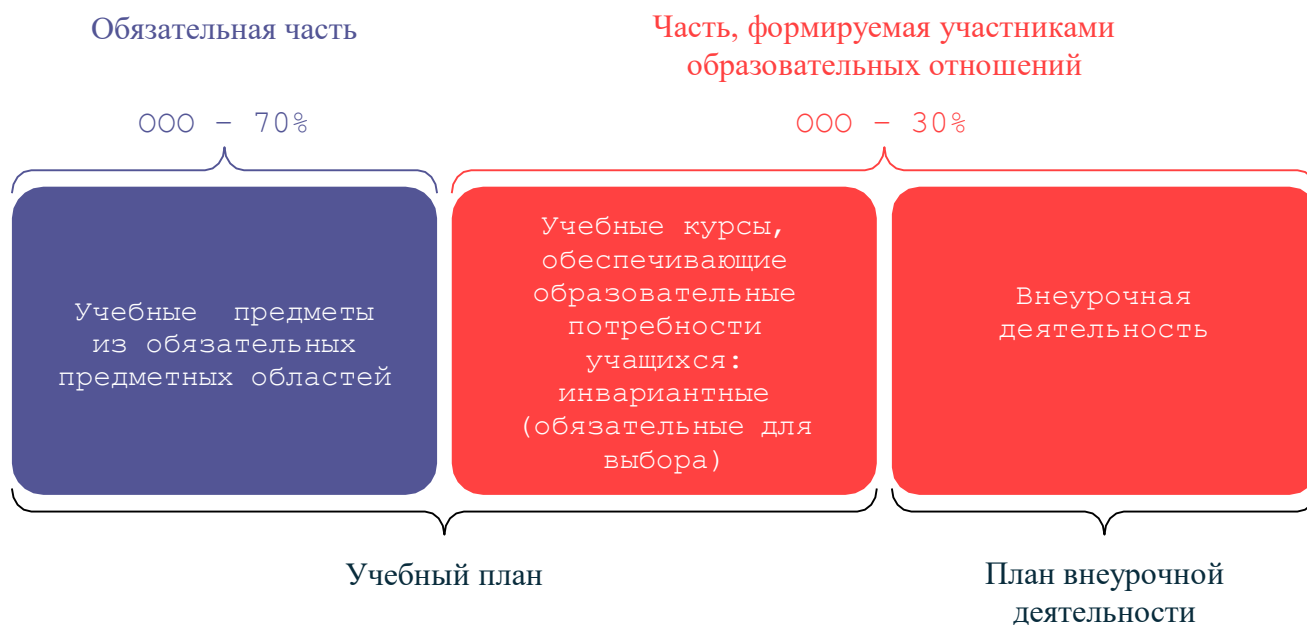 Обязательная часть
Часть, формируемая участниками
образовательных отношений
ООО – 70%
ООО – 30%
Учебные предметы
из обязательных
предметных областей
Учебные курсы,
обеспечивающие
образовательные
потребности
учащихся:
инвариантные
(обязательные для
выбора)
Внеурочная
деятельность
Учебный план
План внеурочной
деятельности